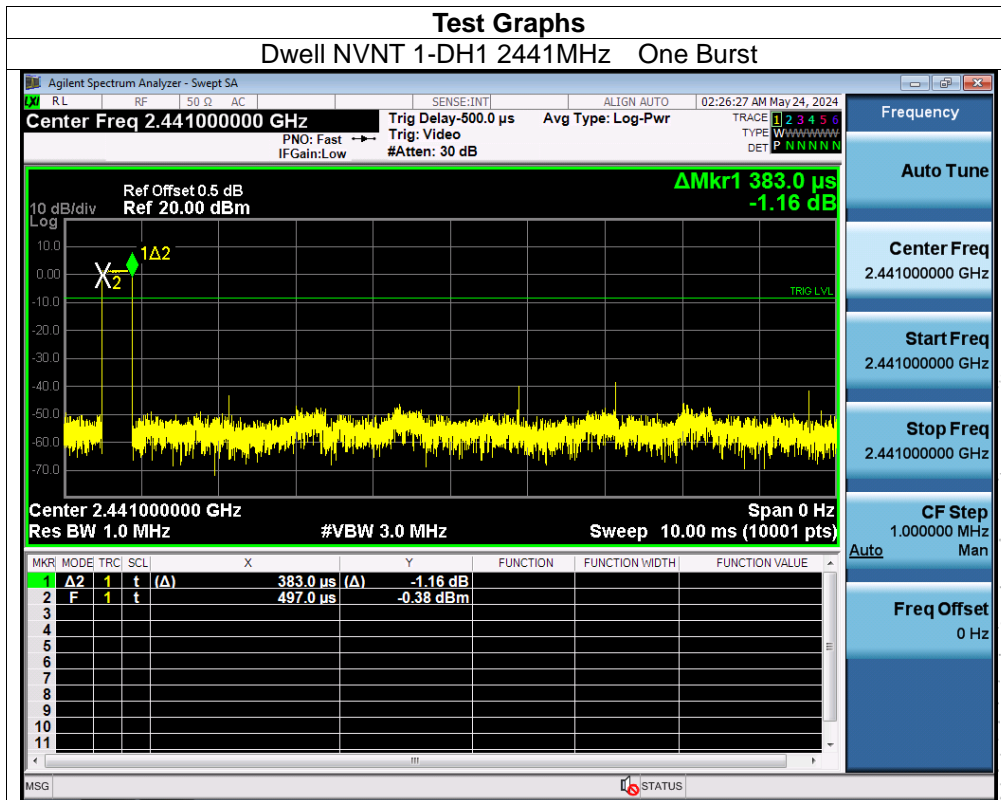 Test Graphs
Dwell NVNT 1-DH1 2441MHz One Burst
Agilent Spectrum Analyzer - Swept SA
LXI RL RF 50 Ω AC SENSE:INT ALIGN AUTO 02:26:27 AM May 24, 2024
Center Freq 2.441000000 GHz
PNO: Fast
IFGain:Low
Trig Delay-500.0 µs
Trig: Video
#Atten: 30 dB
Avg Type: Log-Pwr
TRACE 1 2 3 4 5 6
TYPE WWWWWWW
DET P N N N N N
Frequency
Auto Tune
Center Freq
2.441000000 GHz
Start Freq
2.441000000 GHz
Stop Freq
2.441000000 GHz
CF Step
1.000000 MHz
Auto Man
Freq Offset
0 Hz
ΔMkr1 383.0 µs
-1.16 dB
Ref Offset 0.5 dB
10 dB/div Ref 20.00 dBm
Log
10.0
0.00
-10.0
-20.0
-30.0
-40.0
-50.0
-60.0
-70.0
1Δ2
2
TRIG LVL
Center 2.441000000 GHz Span 0 Hz
Res BW 1.0 MHz #VBW 3.0 MHz Sweep 10.00 ms (10001 pts)
MKR MODE TRC SCL X Y FUNCTION FUNCTION WIDTH FUNCTION VALUE
1 Δ2 1 t (Δ) 383.0 µs (Δ) -1.16 dB
2 F 1 t 497.0 µs -0.38 dBm
3
4
5
6
7
8
9
10
11
MSG STATUS